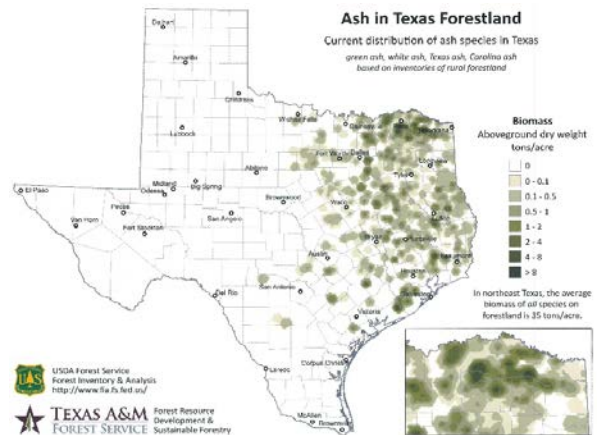 Ash in Texas Forestland
Current distribution of ash species in Texas
green ash, white ash, Texas ash, Carolina ash
based on inventories of rural forestland
Dalhart
Amarillo
Childress
Wichita Falls
Lubbock
Fort Worth
Dallas
Longview
Tyler
Abilene
Midland
Big Spring
Odessa
El Paso
Pecos
Van Horn
Fort Stockton
San Angelo
Brownwood
Waco
Lufkin
Bryan
Huntsville
Austin
Beaumont
Houston
San Antonio
Galveston
Del Rio
Victoria
Corpus Christi
Laredo
McAllen
Brownsville
Biomass
Aboveground dry weight
tons/acre
0
0 - 0.1
0.1 - 0.5
0.5 - 1
1 - 2
2 - 4
4 - 8
>8
In northeast Texas, the average
biomass of all species on
forestland is 35 tons/acre.
UAS
USDA Forest Service
Forest Inventory & Analysis
http://www.fia.fs.fed.us/
TEXAS A&M
FOREST SERVICE
Forest Resource
Development &
Sustainable Forestry